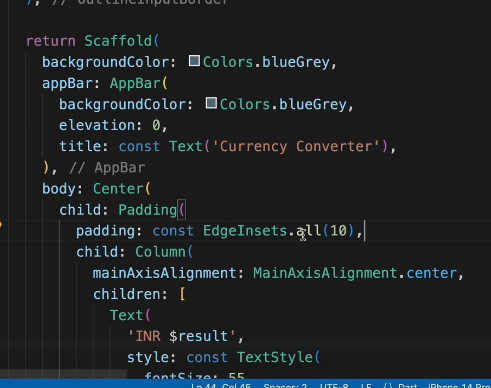 ); // OutlineInputBorder
return Scaffold(
backgroundColor: Colors.blueGrey,
appBar: AppBar(
backgroundColor: Colors.blueGrey,
elevation: 0,
title: const Text('Currency Converter'),
), // AppBar
body: Center(
child: Padding(
padding: const EdgeInsets.all(10),
child: Column(
mainAxisAlignment: MainAxisAlignment.center,
children: [
Text(
'INR $result',
style: const TextStyle(
fontSize: 55
Ln 44, Col 45 Spaces: 2 UTF-8 LF {} Dart iPhone 14 Pro